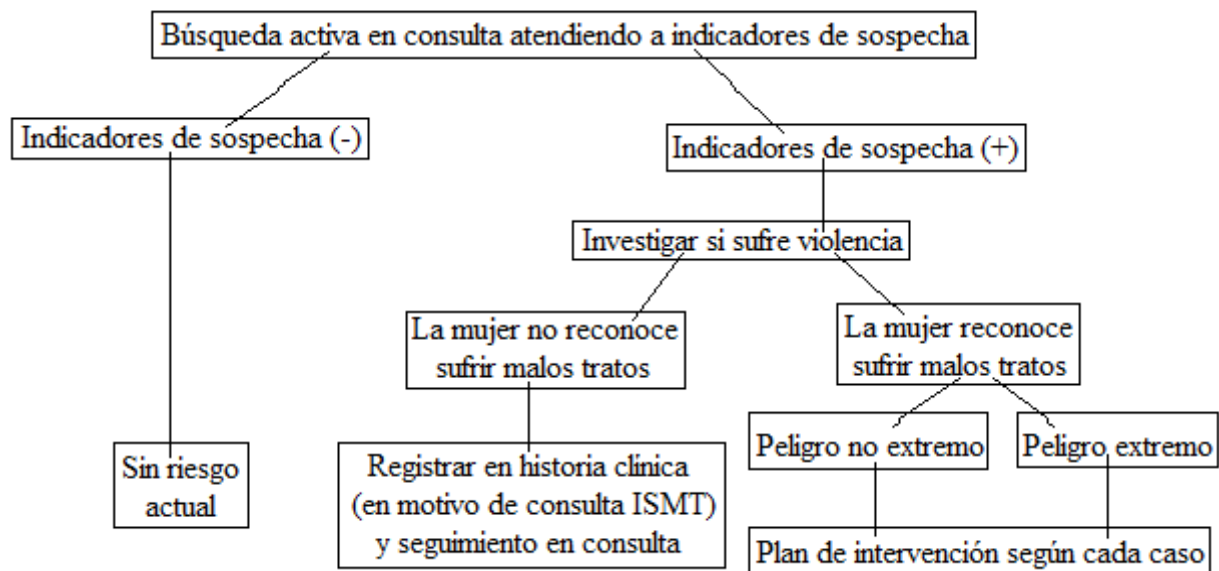 Búsqueda activa en consulta atendiendo a indicadores de sospecha
Indicadores de sospecha (-)
Indicadores de sospecha (+)
Investigar si sufre violencia
La mujer no reconoce
sufrir malos tratos
La mujer reconoce
sufrir malos tratos
Peligro no extremo
Peligro extremo
Sin riesgo
actual
Registrar en historia clínica
(en motivo de consulta ISMT)
y seguimiento en consulta
Plan de intervención según cada caso